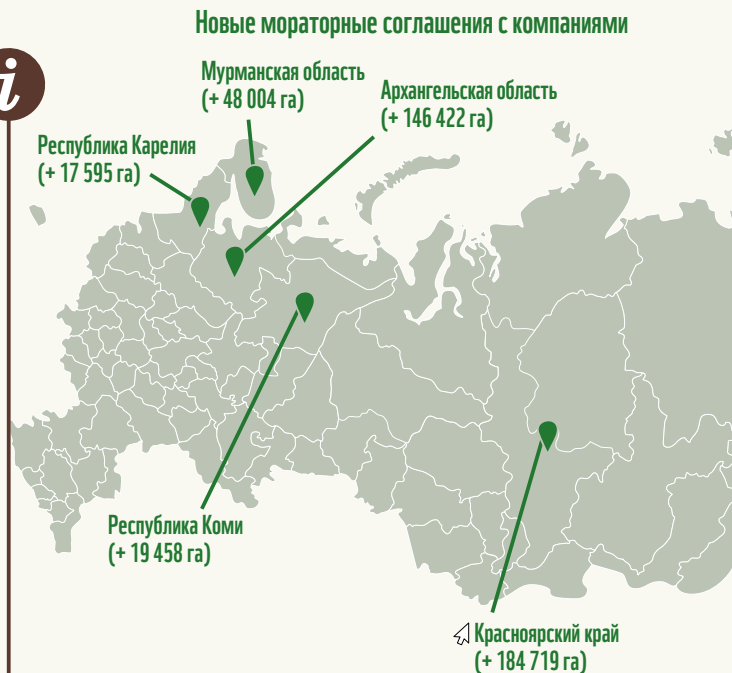 Новые мораторные соглашения с компаниями
i
Мурманская область
(+ 48 004 га)
Архангельская область
(+ 146 422 га)
Республика Карелия
(+ 17 595 га)
Республика Коми
(+ 19 458 га)
Красноярский край
(+ 184 719 га)